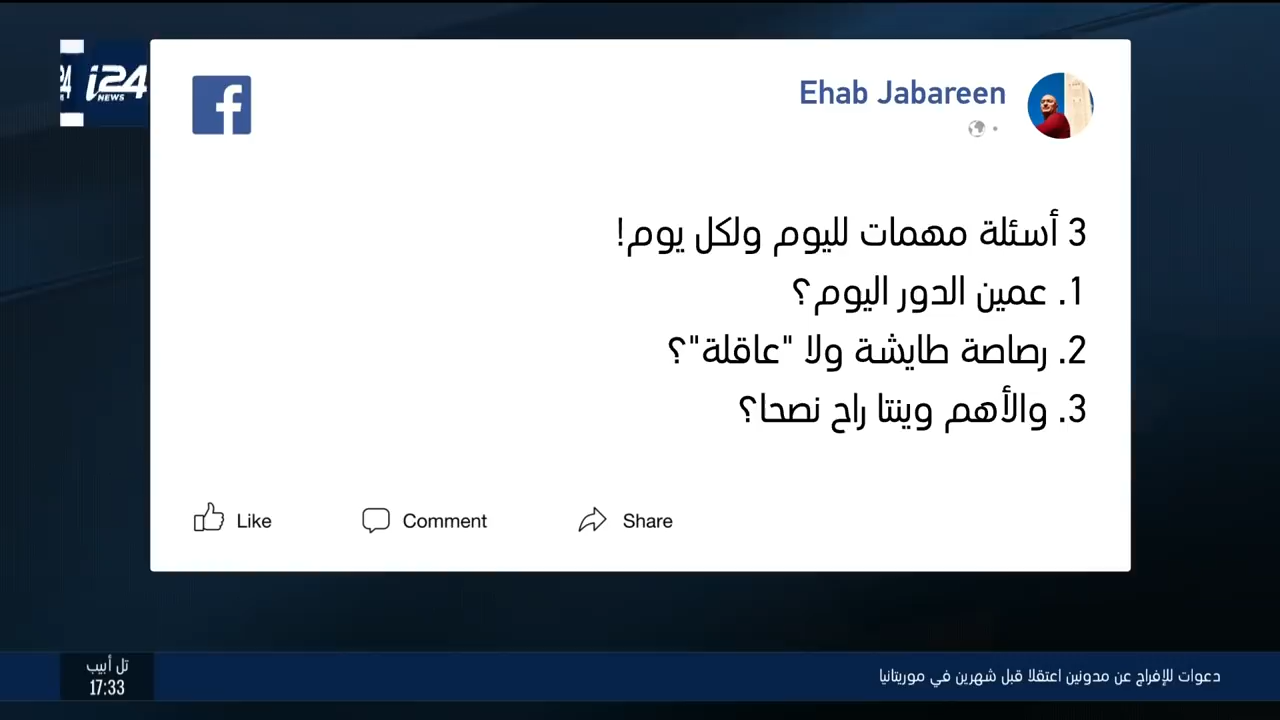 24
i24
NEWS
Ehab Jabareen
3 أسئلة مهمات لليوم ولكل يوم!
1. عمين الدور اليوم؟
2. رصاصة طايشة ولا "عاقلة"؟
3. والأهم وينتا راح نصحا؟
Like
Comment
Share
تل أبيب
17:33
دعوات للإفراج عن مدونين اعتقلا قبل شهرين في موريتانيا